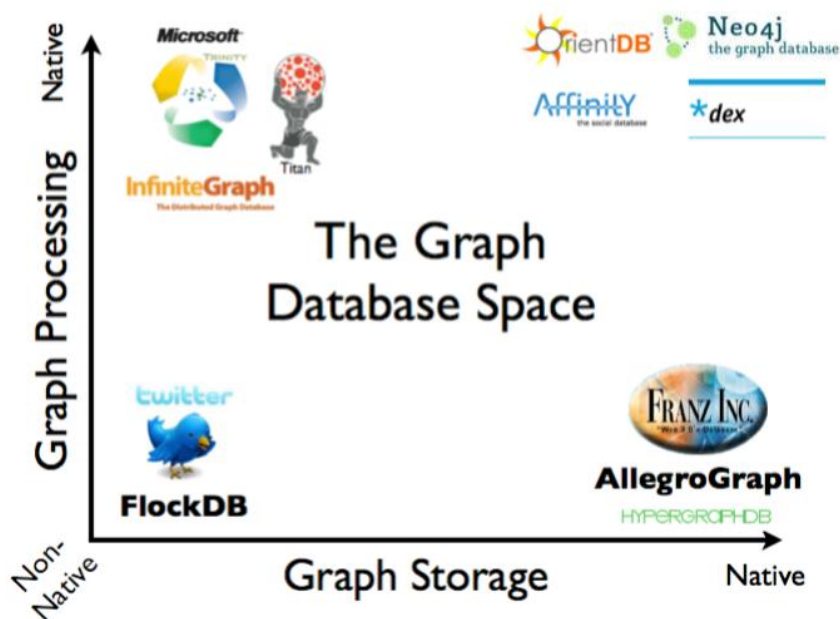 Microsoft
TRINITY
Titan
InfiniteGraph
The Distributed Graph Database
OrientDB
Neo4j
the graph database
AffinitY
the social database
*dex
Native
Graph Processing
The Graph
Database Space
twitter
FlockDB
FRANZ INC.
AllegroGraph
HYPERGRAPHDB
Non-
Native
Graph Storage
Native